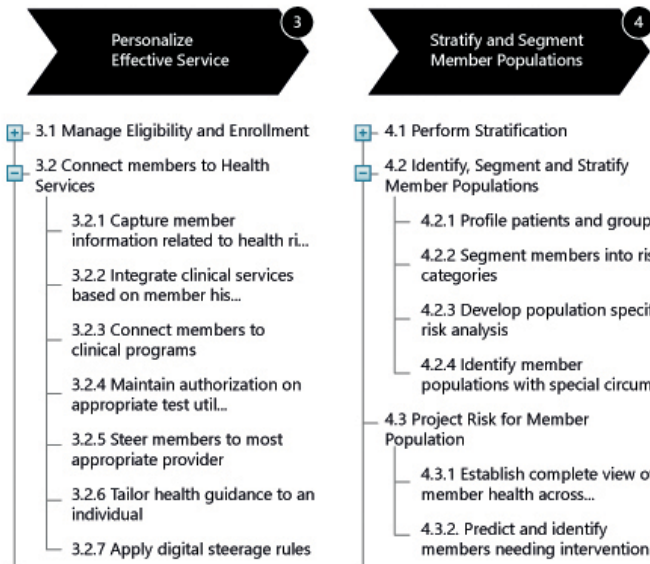 3
Personalize
Effective Service
3.1 Manage Eligibility and Enrollment
3.2 Connect members to Health
Services
3.2.1 Capture member
information related to health ri...
3.2.2 Integrate clinical services
based on member his...
3.2.3 Connect members to
clinical programs
3.2.4 Maintain authorization on
appropriate test util...
3.2.5 Steer members to most
appropriate provider
3.2.6 Tailor health guidance to an
individual
3.2.7 Apply digital steerage rules
4
Stratify and Segment
Member Populations
4.1 Perform Stratification
4.2 Identify, Segment and Stratify
Member Populations
4.2.1 Profile patients and group
4.2.2 Segment members into
categories
4.2.3 Develop population
risk analysis
4.2.4 Identify member
populations with special
4.3 Project Risk for Member
Population
4.3.1 Establish complete view
member health across...
4.3.2. Predict and identify
members needing intervention